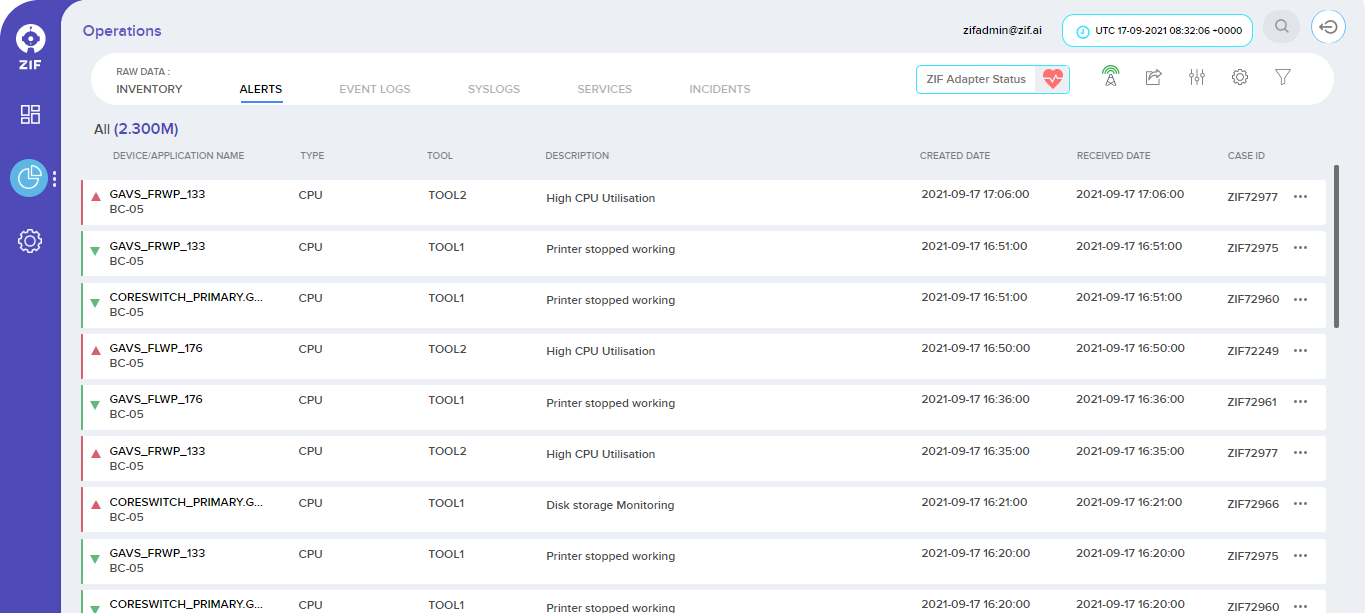 Operations
zifadmin@zif.ai
UTC 17-09-2021 08:32:06 +0000
ZIF
RAW DATA :
INVENTORY
ALERTS
EVENT LOGS
SYSLOGS
SERVICES
INCIDENTS
ZIF Adapter Status
All (2.300M)
DEVICE/APPLICATION NAME TYPE TOOL DESCRIPTION CREATED DATE RECEIVED DATE CASE ID
GAVS_FRWP_133 CPU TOOL2 High CPU Utilisation 2021-09-17 17:06:00 2021-09-17 17:06:00 ZIF72977
BC-05
GAVS_FRWP_133 CPU TOOL1 Printer stopped working 2021-09-17 16:51:00 2021-09-17 16:51:00 ZIF72975
BC-05
CORESWITCH_PRIMARY.G... CPU TOOL1 Printer stopped working 2021-09-17 16:51:00 2021-09-17 16:51:00 ZIF72960
BC-05
GAVS_FLWP_176 CPU TOOL2 High CPU Utilisation 2021-09-17 16:50:00 2021-09-17 16:50:00 ZIF72249
BC-05
GAVS_FLWP_176 CPU TOOL1 Printer stopped working 2021-09-17 16:36:00 2021-09-17 16:36:00 ZIF72961
BC-05
GAVS_FRWP_133 CPU TOOL2 High CPU Utilisation 2021-09-17 16:35:00 2021-09-17 16:35:00 ZIF72977
BC-05
CORESWITCH_PRIMARY.G... CPU TOOL1 Disk storage Monitoring 2021-09-17 16:21:00 2021-09-17 16:21:00 ZIF72966
BC-05
GAVS_FRWP_133 CPU TOOL1 Printer stopped working 2021-09-17 16:20:00 2021-09-17 16:20:00 ZIF72975
BC-05
CORESWITCH_PRIMARY.G... CPU TOOL1 Printer stopped working 2021-09-17 16:20:00 2021-09-17 16:20:00 ZIF72960